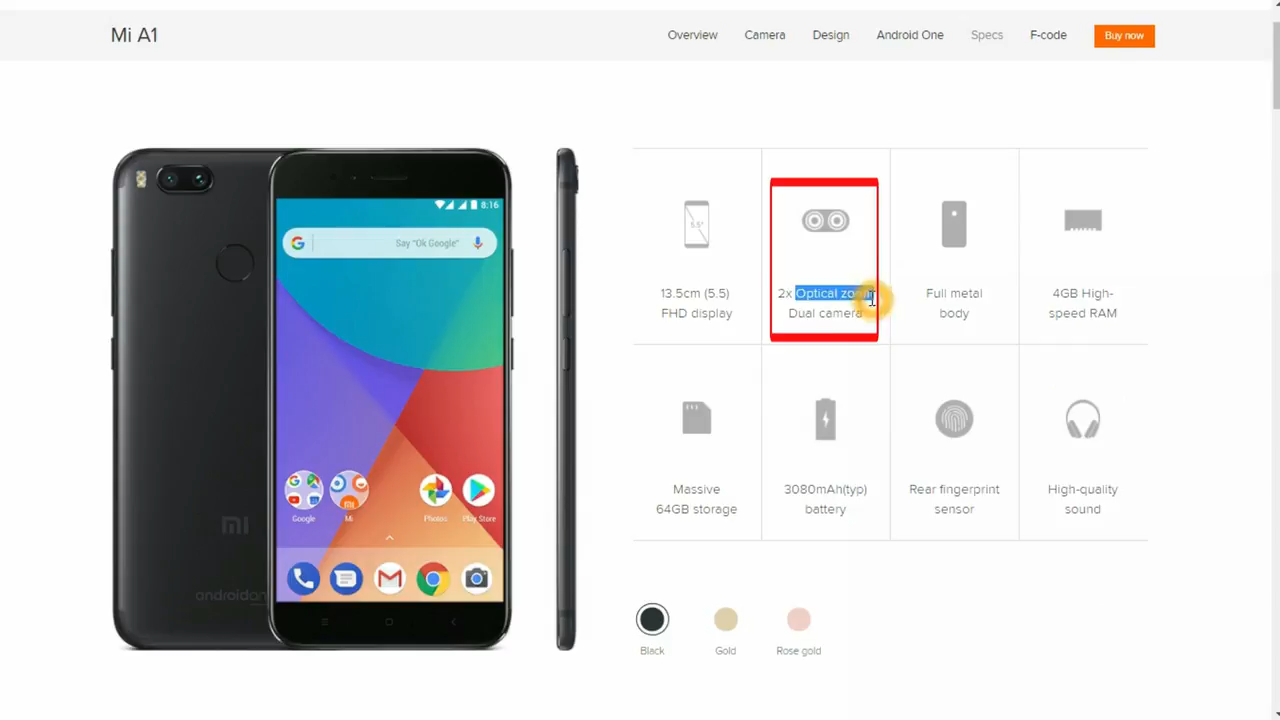 Mi A1
Overview
Camera
Design
Android One
Specs
F-code
Buy now
8:16
Say "Ok Google"
Google
Mi
Photos
Play Store
5.5"
13.5cm (5.5)
FHD display
2x Optical zoom
Dual camera
Full metal
body
4GB High-
speed RAM
Massive
64GB storage
3080mAh(typ)
battery
Rear fingerprint
sensor
High-quality
sound
Black
Gold
Rose gold